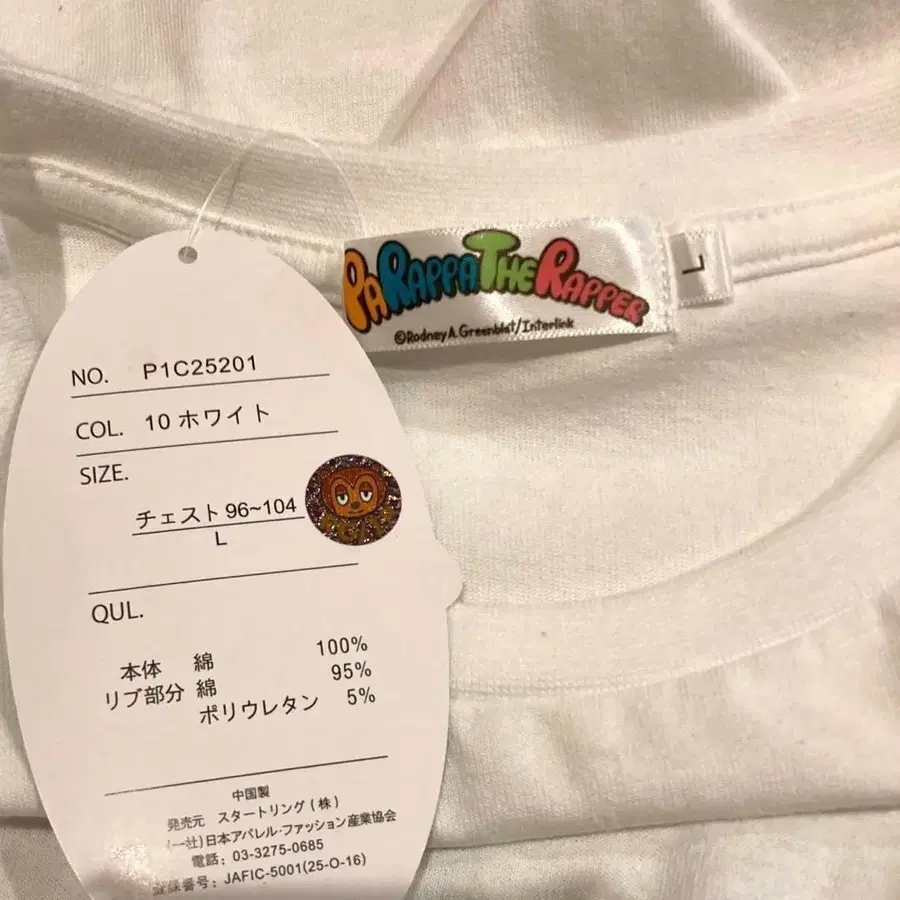 PARAPPA THE RAPPER
©Rodney A. Greenblat/Interlink
L
NO. P1C25201
COL. 10 ホワイト
SIZE.
チェスト 96~104
L
QUL.
本体 綿 100%
リブ部分 綿 95%
ポリウレタン 5%
中国製
発売元 スタートリング(株)
(一社)日本アパレル・ファッション産業協会
電話: 03-3275-0685
登録番号: JAFIC-5001(25-O-16)